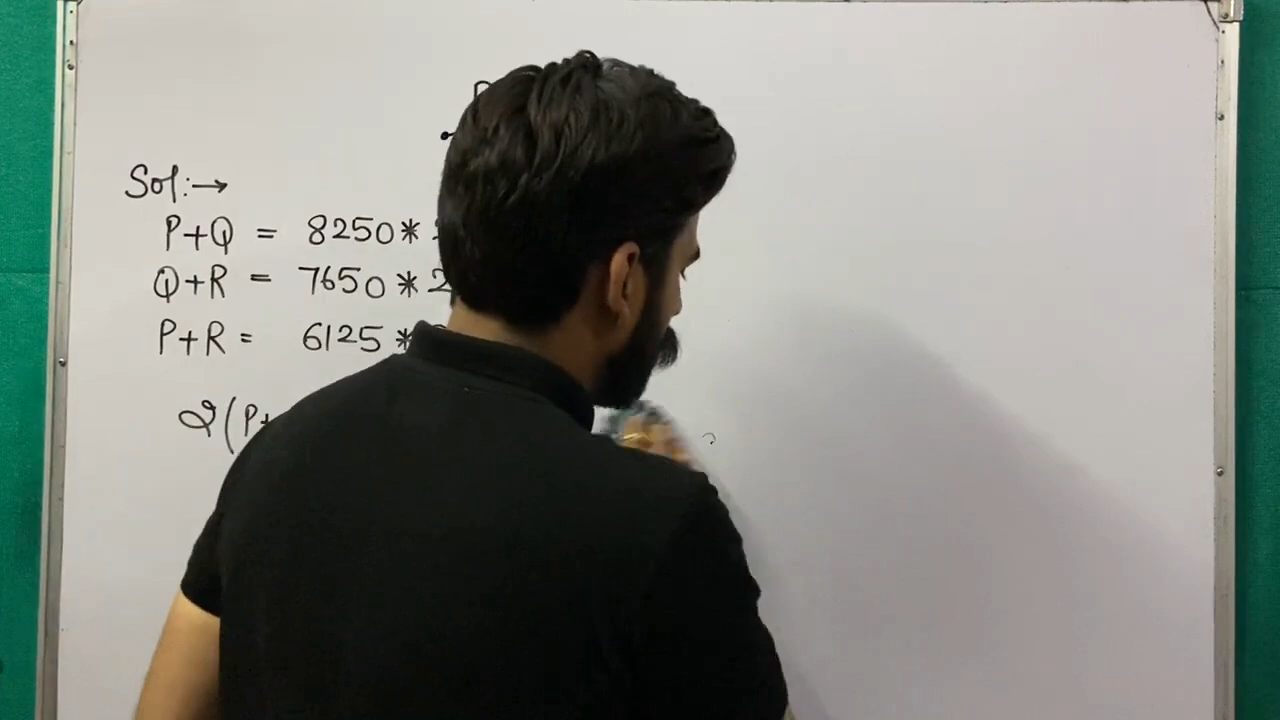 Sol:→
P+Q = 8250*
Q+R = 7650*2
P+R = 6125*
2(P+